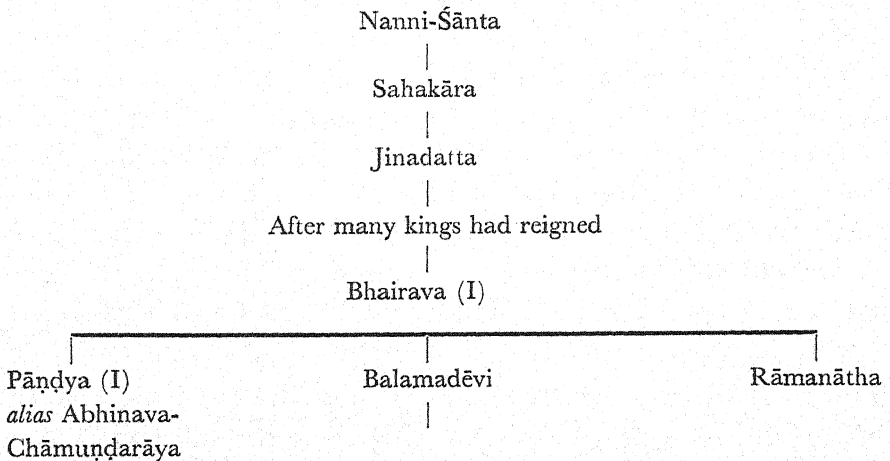 Nanni-Śānta
Sahakāra
Jinadatta
After many kings had reigned
Bhairava (I)
Pāṇḍya (I) Balamadēvi Rāmanātha
alias Abhinava-
Chāmuṇḍarāya